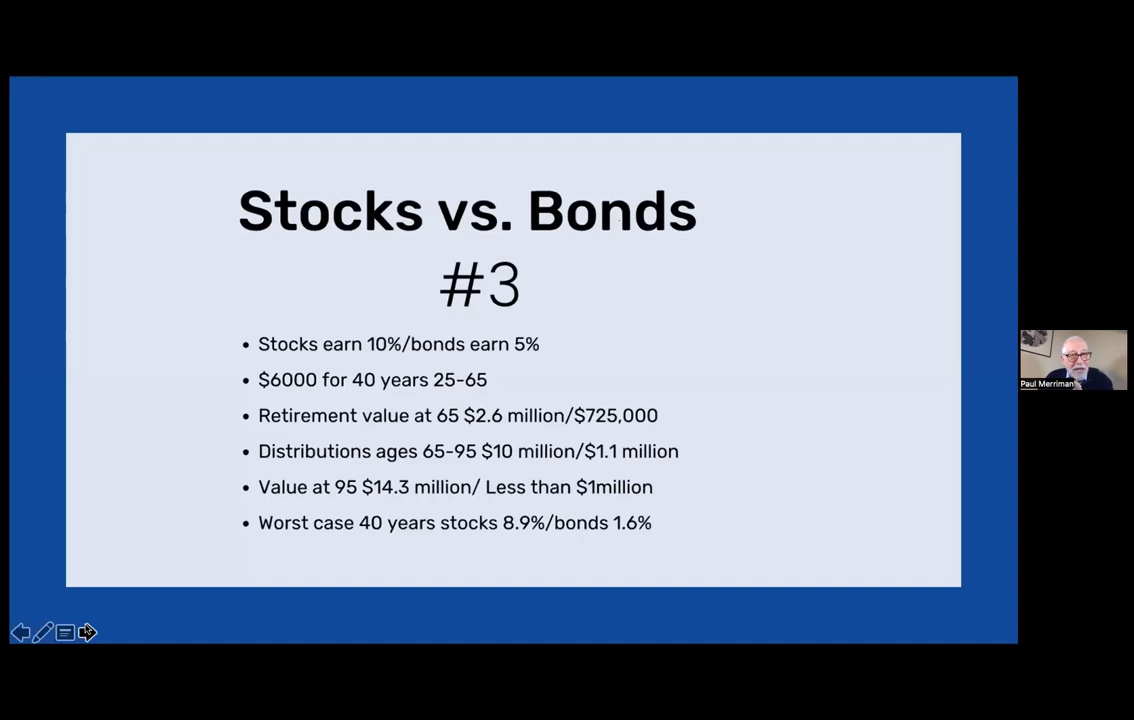 Stocks vs. Bonds
#3
• Stocks earn 10%/bonds earn 5%
• $6000 for 40 years 25-65
• Retirement value at 65 $2.6 million/$725,000
• Distributions ages 65-95 $10 million/$1.1 million
• Value at 95 $14.3 million/ Less than $1million
• Worst case 40 years stocks 8.9%/bonds 1.6%
Paul Merriman